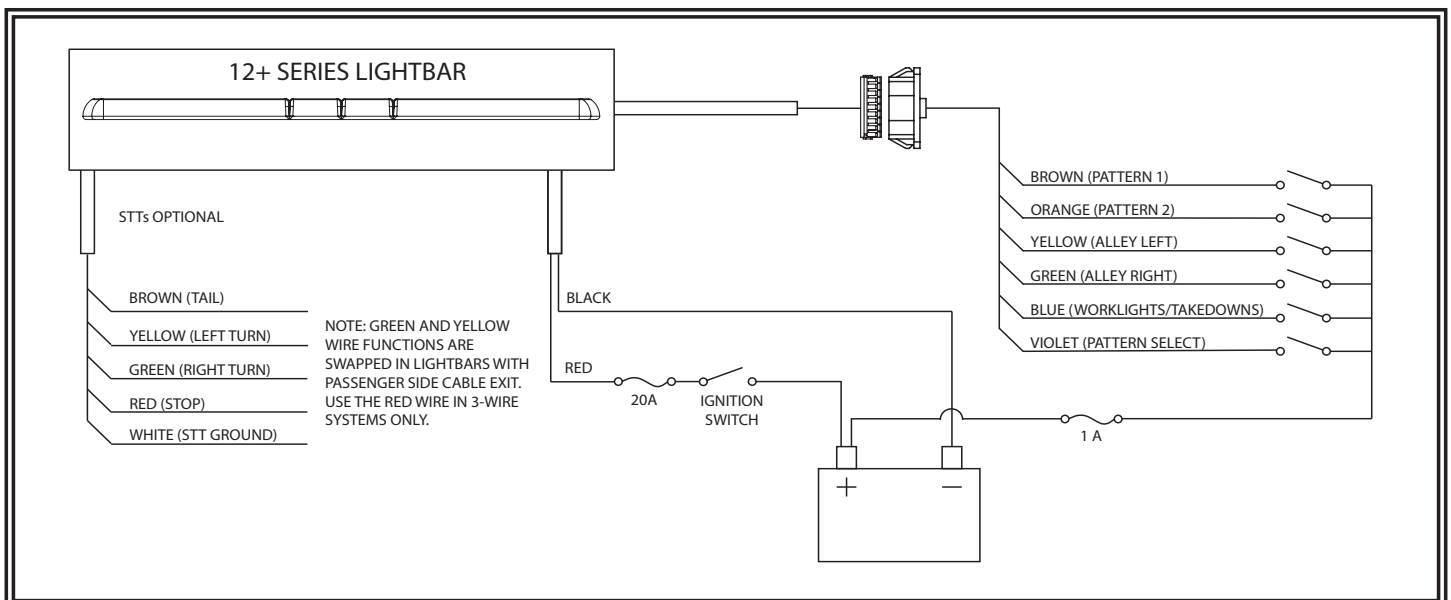 12+ SERIES LIGHTBAR
STTs OPTIONAL
BROWN (TAIL)
YELLOW (LEFT TURN)
GREEN (RIGHT TURN)
RED (STOP)
WHITE (STT GROUND)
NOTE: GREEN AND YELLOW
WIRE FUNCTIONS ARE
SWAPPED IN LIGHTBARS WITH
PASSENGER SIDE CABLE EXIT.
USE THE RED WIRE IN 3-WIRE
SYSTEMS ONLY.
BLACK
RED
20A
IGNITION
SWITCH
BROWN (PATTERN 1)
ORANGE (PATTERN 2)
YELLOW (ALLEY LEFT)
GREEN (ALLEY RIGHT)
BLUE (WORKLIGHTS/TAKEDOWNS)
VIOLET (PATTERN SELECT)
1 A
+ −